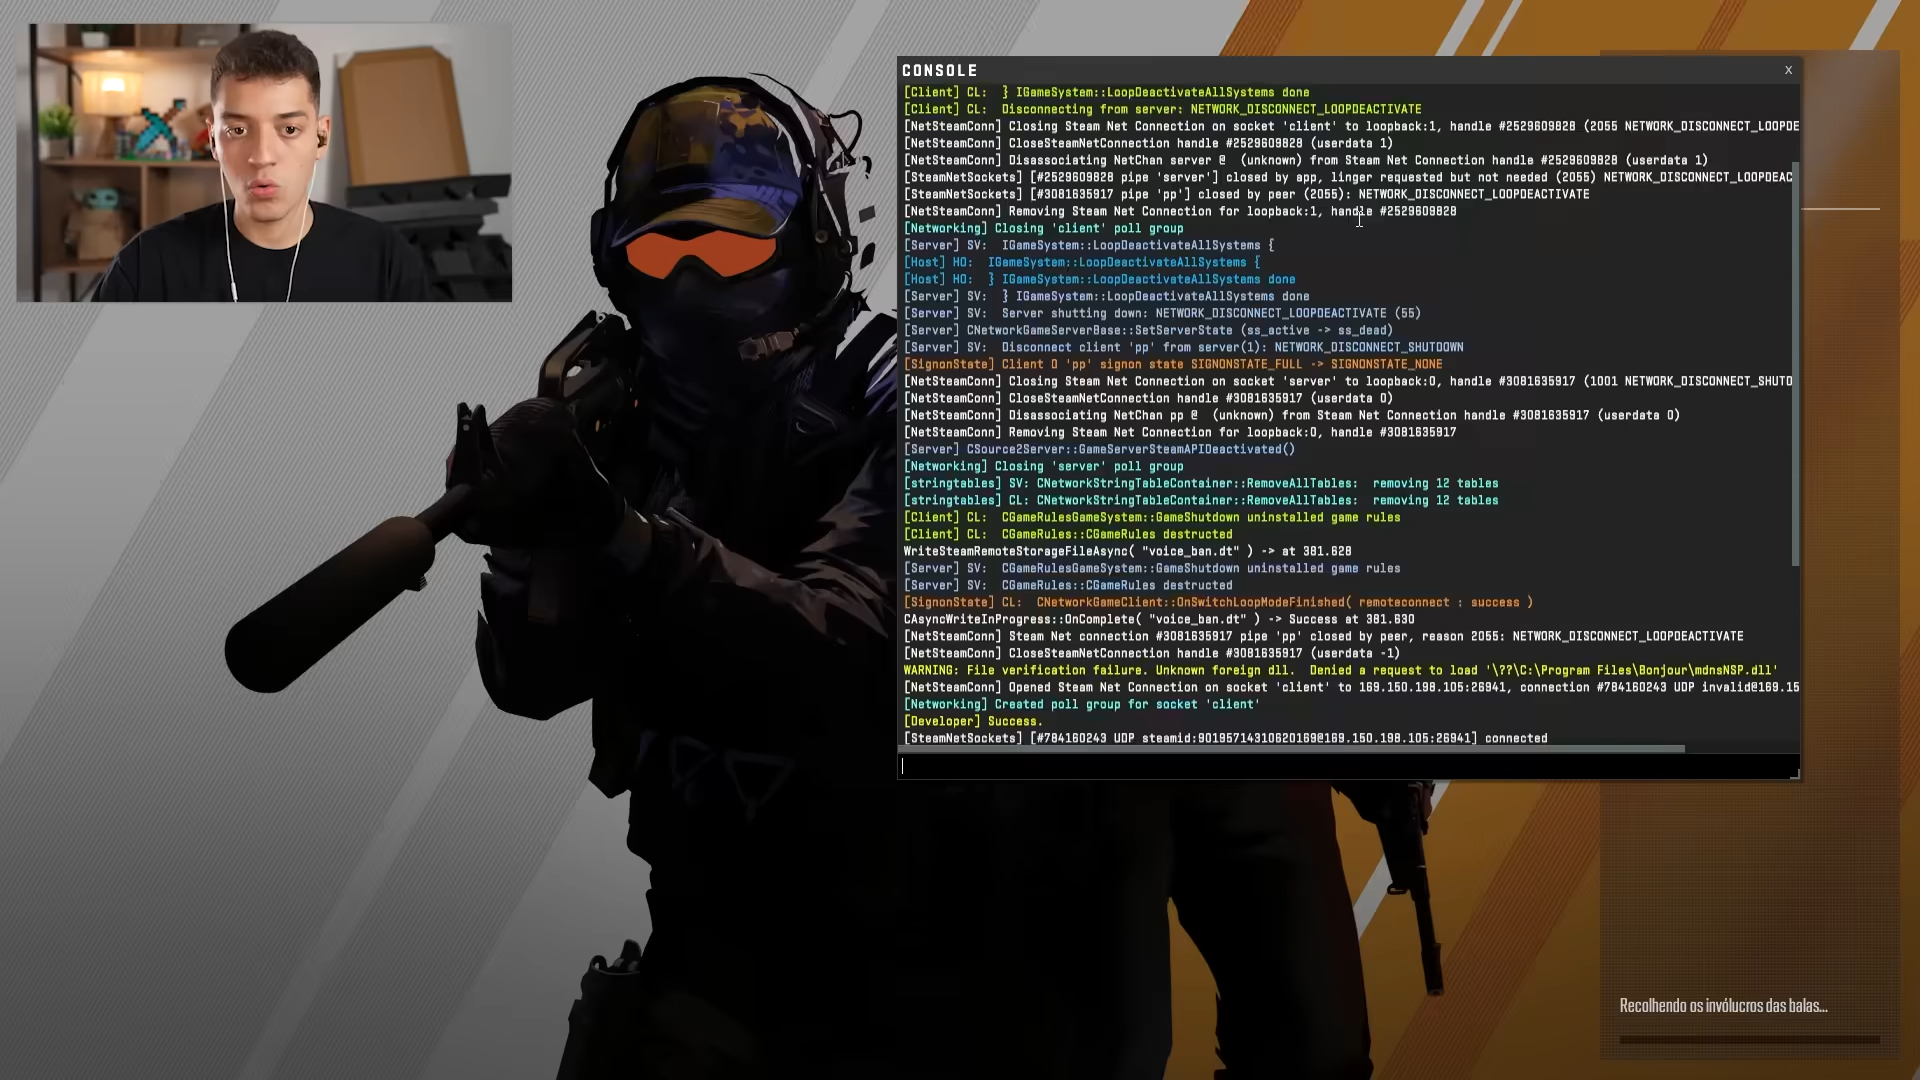 CONSOLE
X
[Client] CL:  } IGameSystem::LoopDeactivateAllSystems done
[Client] CL:  Disconnecting from server: NETWORK_DISCONNECT_LOOPDEACTIVATE
[NetSteamConn] Closing Steam Net Connection on socket 'client' to loopback:1, handle #2529609828 (2055 NETWORK_DISCONNECT_LOOPDE
[NetSteamConn] CloseSteamNetConnection handle #2529609828 (userdata 1)
[NetSteamConn] Disassociating NetChan server @  (unknown) from Steam Net Connection handle #2529609828 (userdata 1)
[SteamNetSockets] [#2529609828 pipe 'server'] closed by app, linger requested but not needed (2055) NETWORK_DISCONNECT_LOOPDEAC
[SteamNetSockets] [#3081635917 pipe 'pp'] closed by peer (2055): NETWORK_DISCONNECT_LOOPDEACTIVATE
[NetSteamConn] Removing Steam Net Connection for loopback:1, handle #2529609828
[Networking] Closing 'client' poll group
[Server] SV:  IGameSystem::LoopDeactivateAllSystems {
[Host] HO:  IGameSystem::LoopDeactivateAllSystems {
[Host] HO:  } IGameSystem::LoopDeactivateAllSystems done
[Server] SV:  } IGameSystem::LoopDeactivateAllSystems done
[Server] SV:  Server shutting down: NETWORK_DISCONNECT_LOOPDEACTIVATE (55)
[Server] CNetworkGameServerBase::SetServerState (ss_active -> ss_dead)
[Server] SV:  Disconnect client 'pp' from server(1): NETWORK_DISCONNECT_SHUTDOWN
[SignonState] Client 0 'pp' signon state SIGNONSTATE_FULL -> SIGNONSTATE_NONE
[NetSteamConn] Closing Steam Net Connection on socket 'server' to loopback:0, handle #3081635917 (1001 NETWORK_DISCONNECT_SHUTD
[NetSteamConn] CloseSteamNetConnection handle #3081635917 (userdata 0)
[NetSteamConn] Disassociating NetChan pp @  (unknown) from Steam Net Connection handle #3081635917 (userdata 0)
[NetSteamConn] Removing Steam Net Connection for loopback:0, handle #3081635917
[Server] CSource2Server::GameServerSteamAPIDeactivated()
[Networking] Closing 'server' poll group
[stringtables] SV: CNetworkStringTableContainer::RemoveAllTables:  removing 12 tables
[stringtables] CL: CNetworkStringTableContainer::RemoveAllTables:  removing 12 tables
[Client] CL:  CGameRulesGameSystem::GameShutdown uninstalled game rules
[Client] CL:  CGameRules::CGameRules destructed
WriteSteamRemoteStorageFileAsync( "voice_ban.dt" ) -> at 381.628
[Server] SV:  CGameRulesGameSystem::GameShutdown uninstalled game rules
[Server] SV:  CGameRules::CGameRules destructed
[SignonState] CL:  CNetworkGameClient::OnSwitchLoopModeFinished( remoteconnect : success )
CAsyncWriteInProgress::OnComplete( "voice_ban.dt" ) -> Success at 381.630
[NetSteamConn] Steam Net connection #3081635917 pipe 'pp' closed by peer, reason 2055: NETWORK_DISCONNECT_LOOPDEACTIVATE
[NetSteamConn] CloseSteamNetConnection handle #3081635917 (userdata -1)
WARNING: File verification failure. Unknown foreign dll.  Denied a request to load '\??\C:\Program Files\Bonjour\mdnsNSP.dll'
[NetSteamConn] Opened Steam Net Connection on socket 'client' to 169.150.198.105:26941, connection #784160243 UDP invalid@169.15
[Networking] Created poll group for socket 'client'
[Developer] Success.
[SteamNetSockets] [#784160243 UDP steamid:90195714310620169@169.150.198.105:26941] connected
Recolhendo os invólucros das balas...